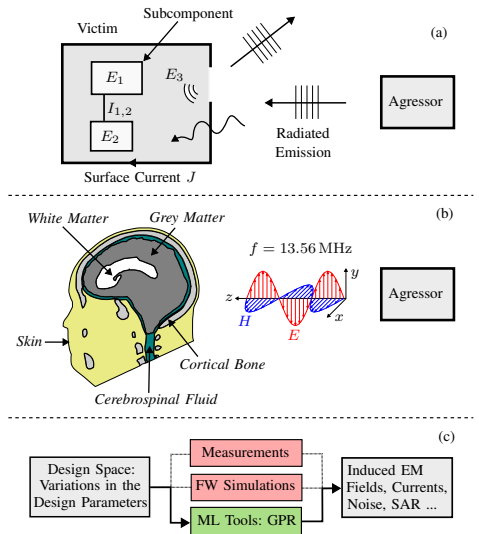 Subcomponent
Victim
(a)
E1
E3
I1,2
E2
Agressor
Radiated
Emission
Surface Current J
(b)
White Matter
Grey Matter
f = 13.56 MHz
y
z
x
H
E
Agressor
Skin
Cortical Bone
Cerebrospinal Fluid
(c)
Design Space:
Variations in the
Design Parameters
Measurements
FW Simulations
ML Tools: GPR
Induced EM
Fields, Currents,
Noise, SAR ...